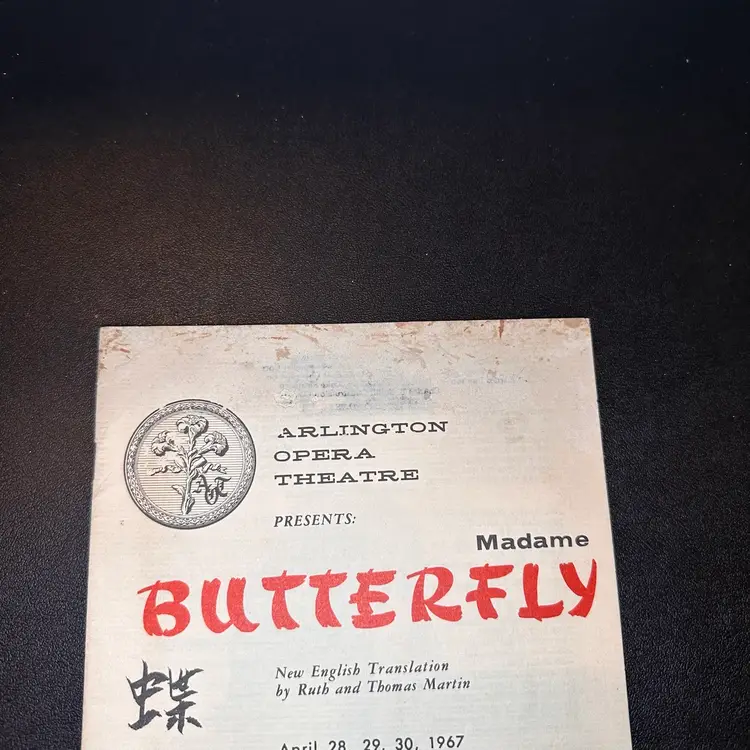 ARLINGTON
OPERA
THEATRE
PRESENTS:
Madame
BUTTERFLY
蝶
New English Translation
by Ruth and Thomas Martin
April 28, 29, 30, 1967